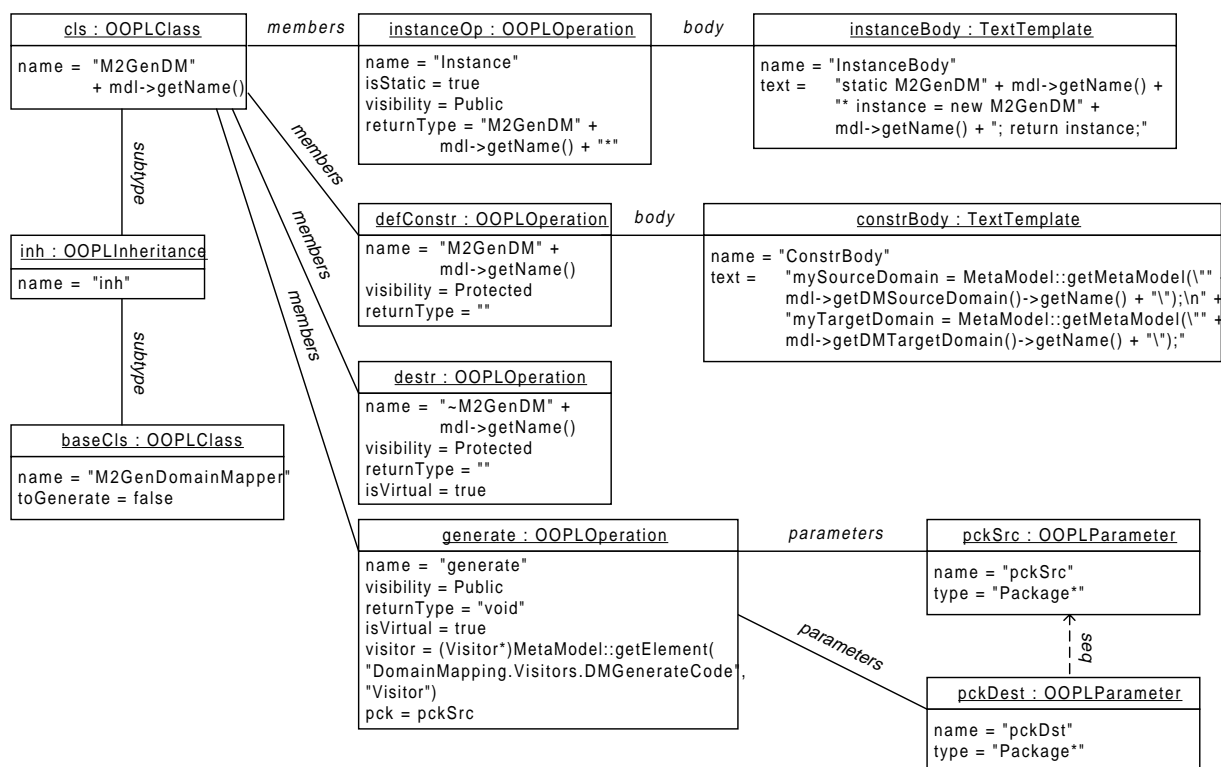 cls : OOPLClass
name = "M2GenDM"
+ mdl->getName()
members
instanceOp : OOPLOperation
name = "Instance"
isStatic = true
visibility = Public
returnType = "M2GenDM" +
mdl->getName() + "*"
body
instanceBody : TextTemplate
name = "InstanceBody"
text = "static M2GenDM" + mdl->getName() +
"* instance = new M2GenDM" +
mdl->getName() + "; return instance;"
members
subtype
defConstr : OOPLOperation
name = "M2GenDM" +
mdl->getName()
visibility = Protected
returnType = ""
body
constrBody : TextTemplate
name = "ConstrBody"
text = "mySourceDomain = MetaModel::getMetaModel(\"" +
mdl->getDMSourceDomain()->getName() + "\");\n" +
"myTargetDomain = MetaModel::getMetaModel(\"" +
mdl->getDMTargetDomain()->getName() + "\");"
members
inh : OOPLInheritance
name = "inh"
members
subtype
destr : OOPLOperation
name = "~M2GenDM" +
mdl->getName()
visibility = Protected
returnType = ""
isVirtual = true
baseCls : OOPLClass
name = "M2GenDomainMapper"
toGenerate = false
generate : OOPLOperation
name = "generate"
visibility = Public
returnType = "void"
isVirtual = true
visitor = (Visitor*)MetaModel::getElement(
"DomainMapping.Visitors.DMGenerateCode",
"Visitor")
pck = pckSrc
parameters
pckSrc : OOPLParameter
name = "pckSrc"
type = "Package*"
parameters
seq
pckDest : OOPLParameter
name = "pckDst"
type = "Package*"